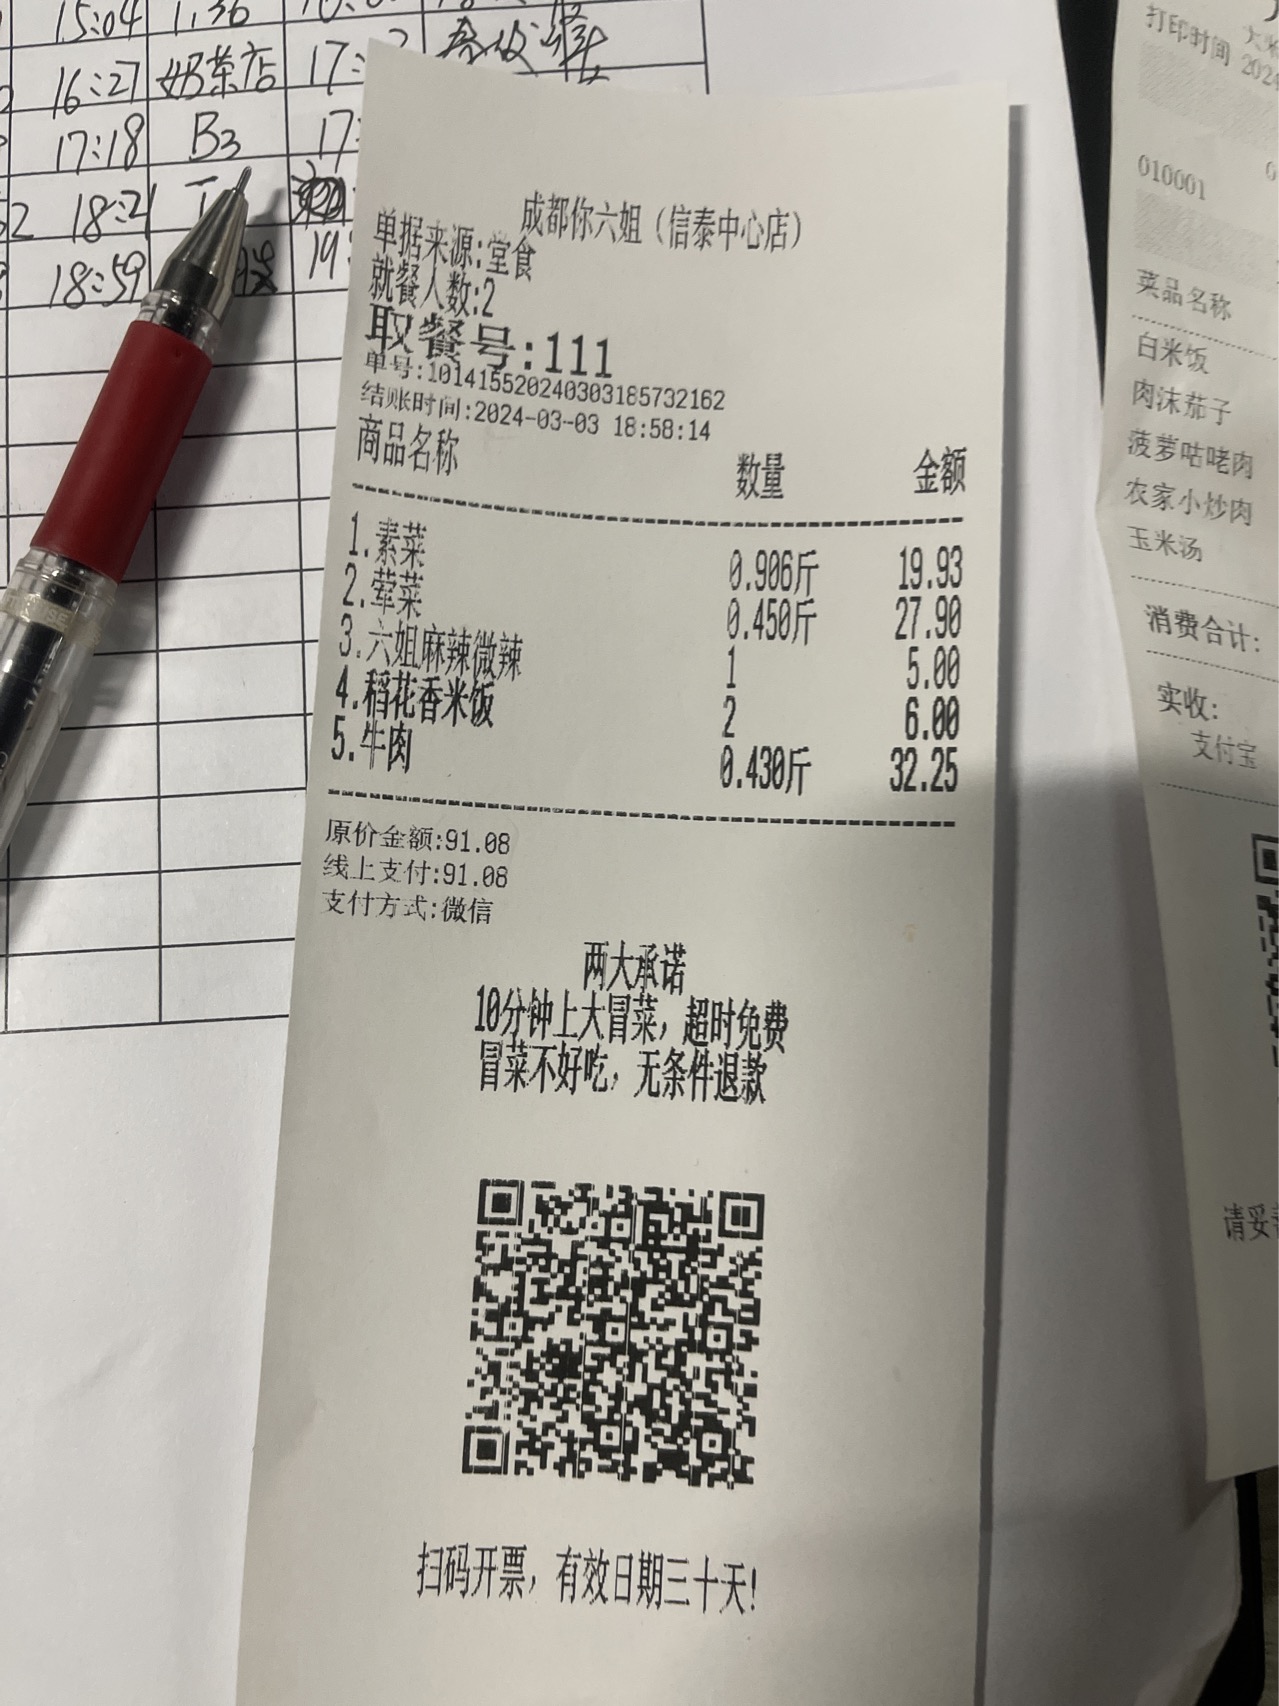 15:04
16:27 奶茶店 17:
17:18 B3 17:
18:21
18:59 19:
成都你六姐（信泰中心店）
单据来源:堂食
就餐人数:2
取餐号:111
单号:10141552024030318573​2162
结账时间:2024-03-03 18:58:14
商品名称 数量 金额
1.素菜 0.906斤 19.93
2.荤菜 0.450斤 27.90
3.六姐麻辣微辣 1 5.00
4.稻花香米饭 2 6.00
5.牛肉 0.430斤 32.25
原价金额:91.08
线上支付:91.08
支付方式:微信
两大承诺
10分钟上大冒菜，超时免费
冒菜不好吃，无条件退款
扫码开票，有效日期三十天!
打印时间
2024
010001
菜品名称
白米饭
肉沫茄子
菠萝咕咾肉
农家小炒肉
玉米汤
消费合计:
实收:
支付宝
请妥